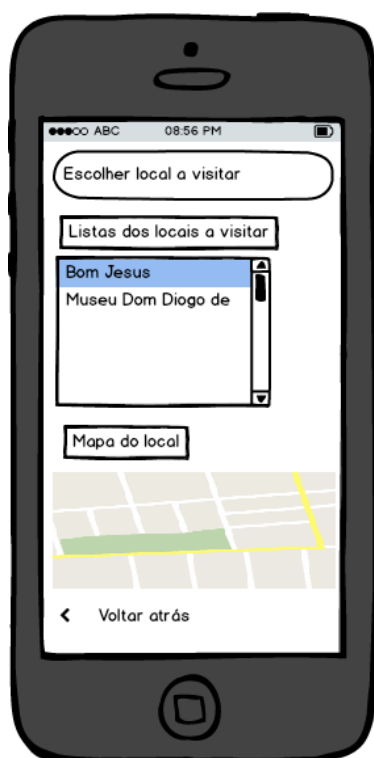 ABC 08:56 PM
Escolher local a visitar
Listas dos locais a visitar
Bom Jesus
Museu Dom Diogo de
Mapa do local
Voltar atrás